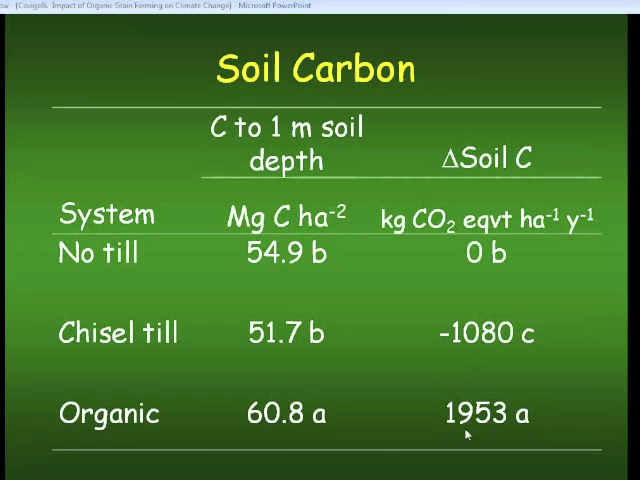 ow - [Cavigelli. Impact of Organic Grain Farming on Climate Change] - Microsoft PowerPoint
Soil Carbon
C to 1 m soil depth
ΔSoil C
System Mg C ha⁻² kg CO₂ eqvt ha⁻¹ y⁻¹
No till 54.9 b 0 b
Chisel till 51.7 b -1080 c
Organic 60.8 a 1953 a